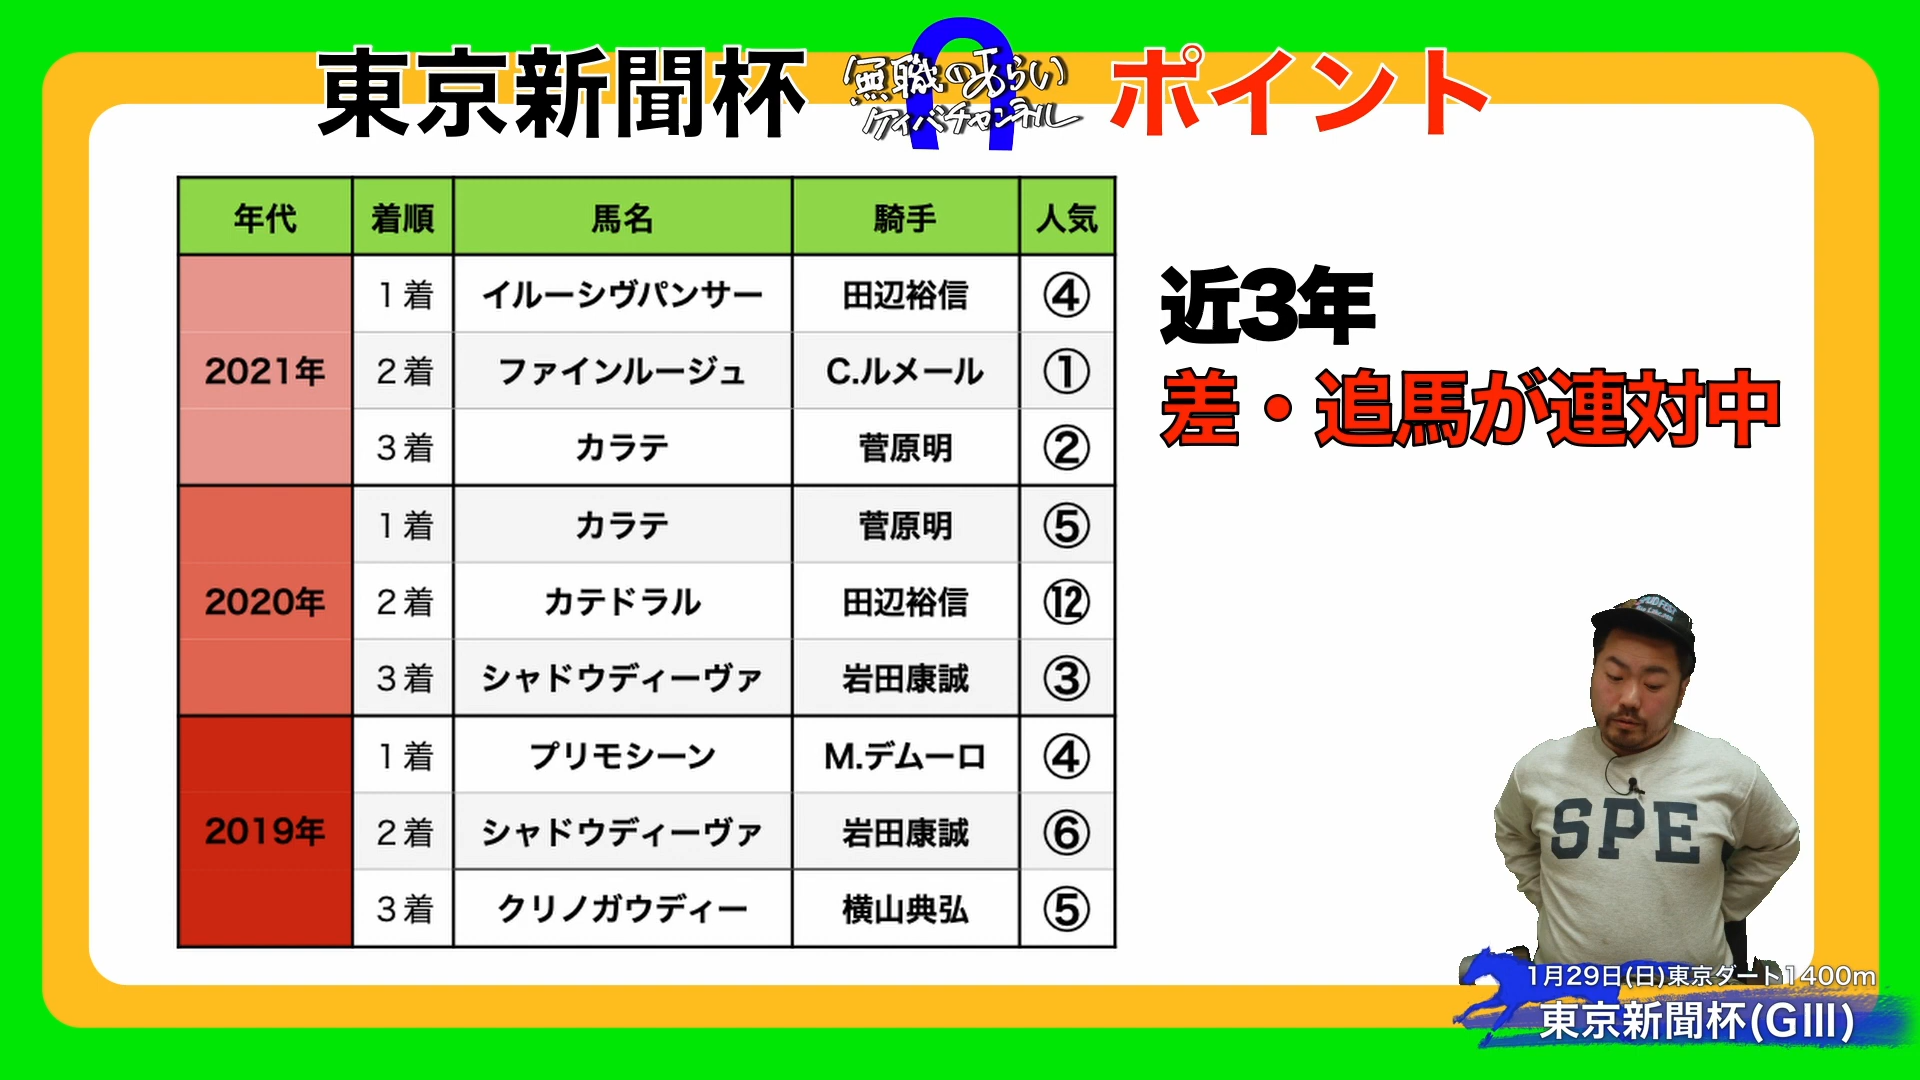 東京新聞杯 無職のあらい ポイント
ケイバチャンネル
年代 着順 馬名 騎手 人気
2021年 1着 イルーシヴパンサー 田辺裕信 ④
2着 ファインルージュ C.ルメール ①
3着 カラテ 菅原明 ②
2020年 1着 カラテ 菅原明 ⑤
2着 カテドラル 田辺裕信 ⑫
3着 シャドウディーヴァ 岩田康誠 ③
2019年 1着 プリモシーン M.デムーロ ④
2着 シャドウディーヴァ 岩田康誠 ⑥
3着 クリノガウディー 横山典弘 ⑤
近3年
差・追馬が連対中
SPE
1月29日(日)東京ダート1400m
東京新聞杯(GⅢ)